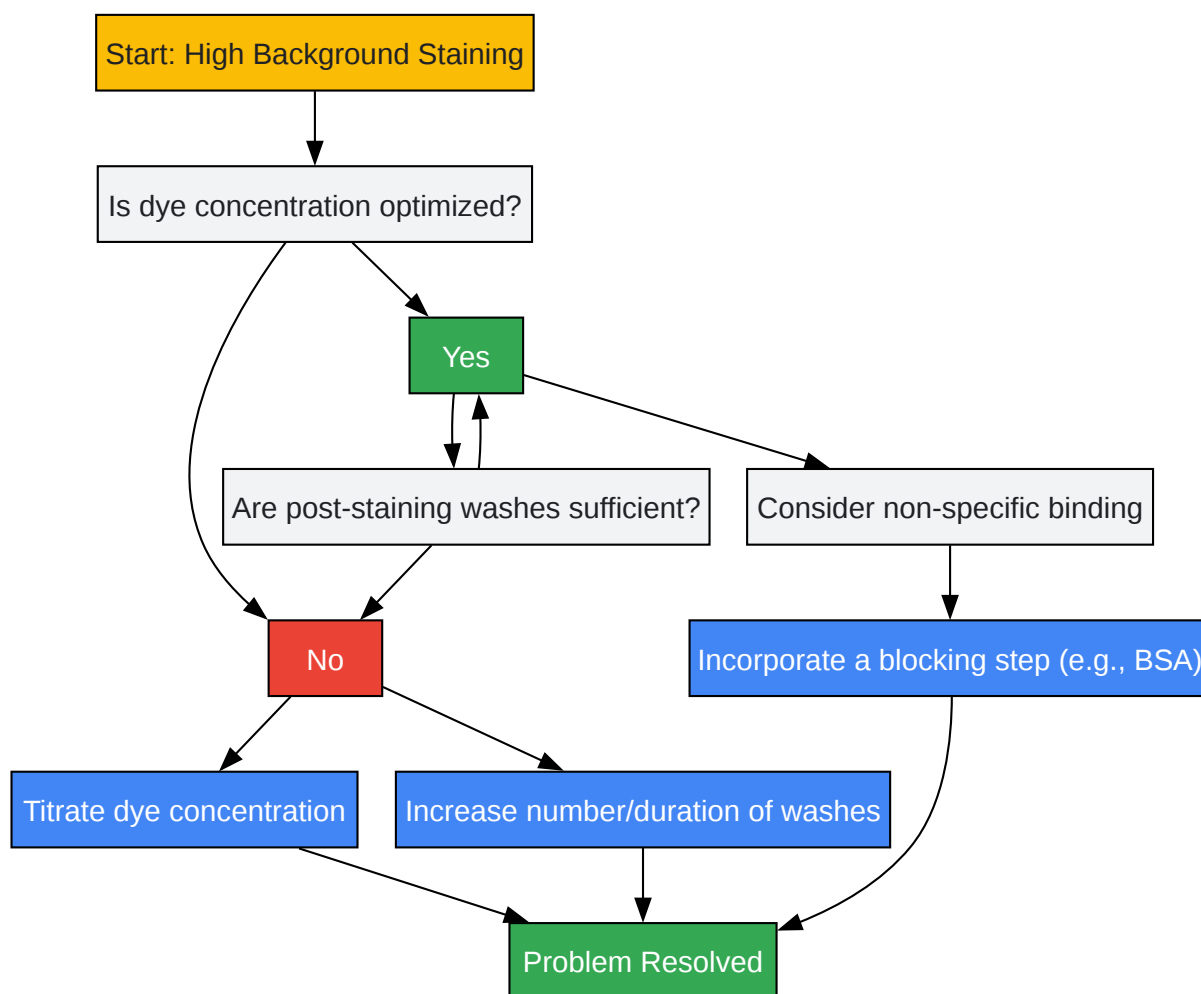 Start: High Background Staining
Is dye concentration optimized?
Yes
Are post-staining washes sufficient?
Consider non-specific binding
No
Incorporate a blocking step (e.g., BSA)
Titrate dye concentration
Increase number/duration of washes
Problem Resolved